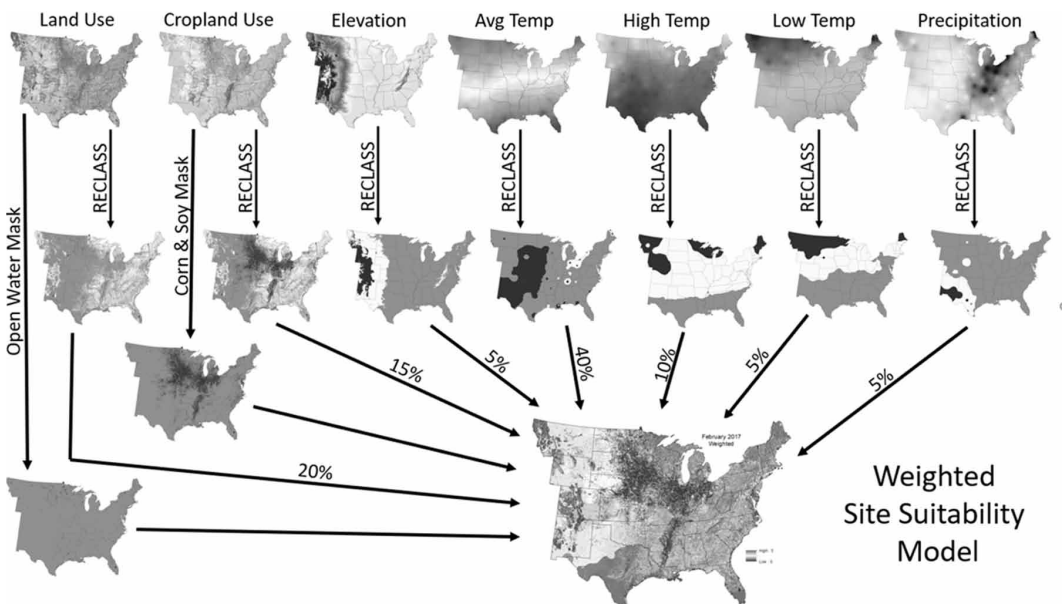 Land Use
Cropland Use
Elevation
Avg Temp
High Temp
Low Temp
Precipitation
Open Water Mask
RECLASS
Corn & Soy Mask
RECLASS
RECLASS
RECLASS
RECLASS
RECLASS
RECLASS
15%
5%
40%
10%
5%
5%
20%
February 2017
Weighted
Weighted
Site Suitability
Model
High
Low